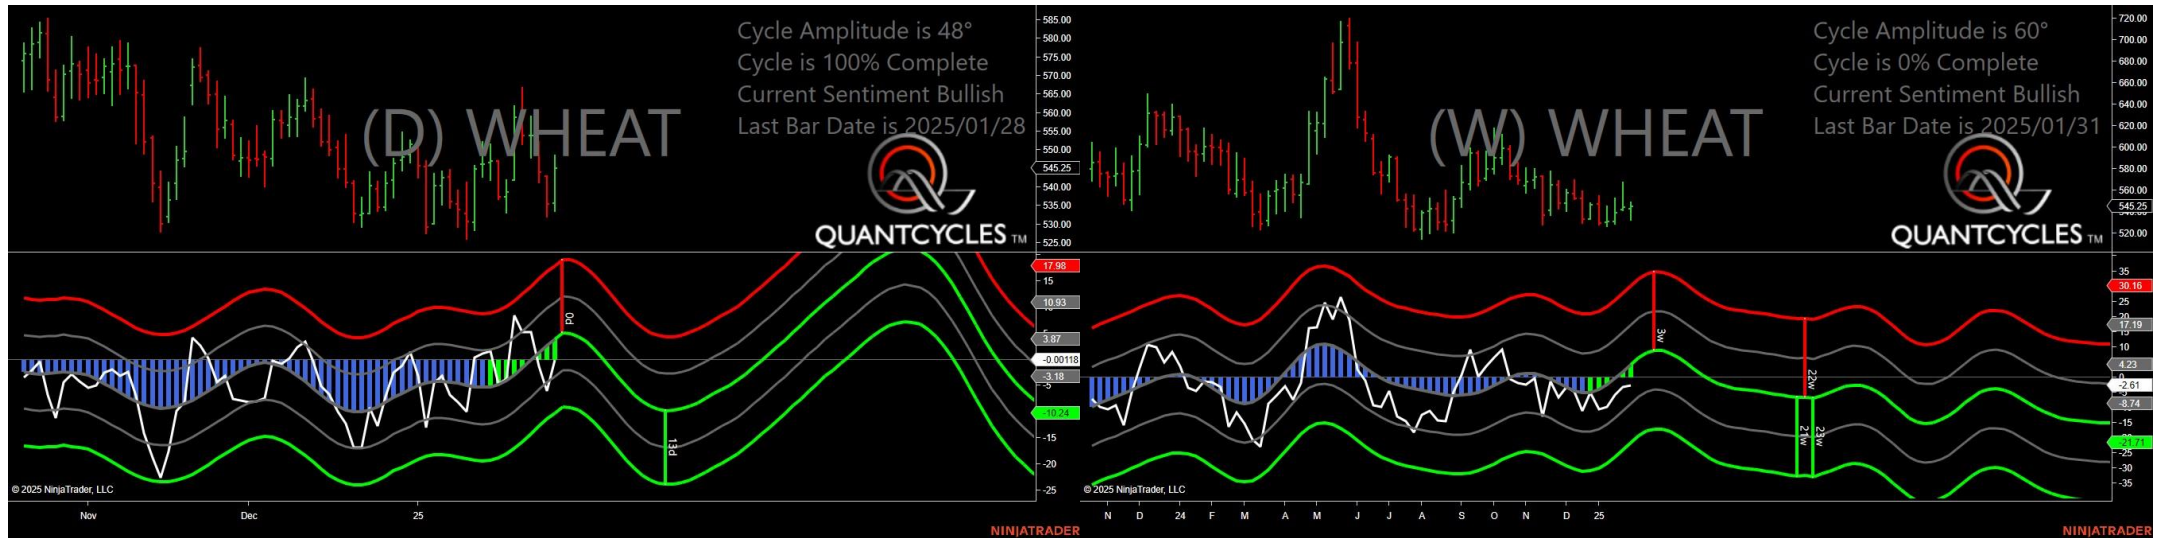 Cycle Amplitude is 48°
Cycle is 100% Complete
Current Sentiment Bullish
Last Bar Date is 2025/01/28
(D) WHEAT
QUANTCYCLES TM
585.00
580.00
575.00
570.00
565.00
560.00
555.00
550.00
545.25
540.00
535.00
530.00
525.00
17.98
15
10.93
3.87
-0.00118
-3.18
-5
-10.24
-15
-20
-25
0d
13d
© 2025 NinjaTrader, LLC
Nov
Dec
25
NINJATRADER
Cycle Amplitude is 60°
Cycle is 0% Complete
Current Sentiment Bullish
Last Bar Date is 2025/01/31
(W) WHEAT
QUANTCYCLES TM
720.00
700.00
680.00
660.00
640.00
620.00
600.00
580.00
560.00
545.25
520.00
35
30.16
25
20
17.19
10
4.23
-2.61
-8.74
-15
-21.71
-25
-30
-35
3w
22w
21w
23w
© 2025 NinjaTrader, LLC
N D 24 F M A M J J A S O N D 25
NINJATRADER